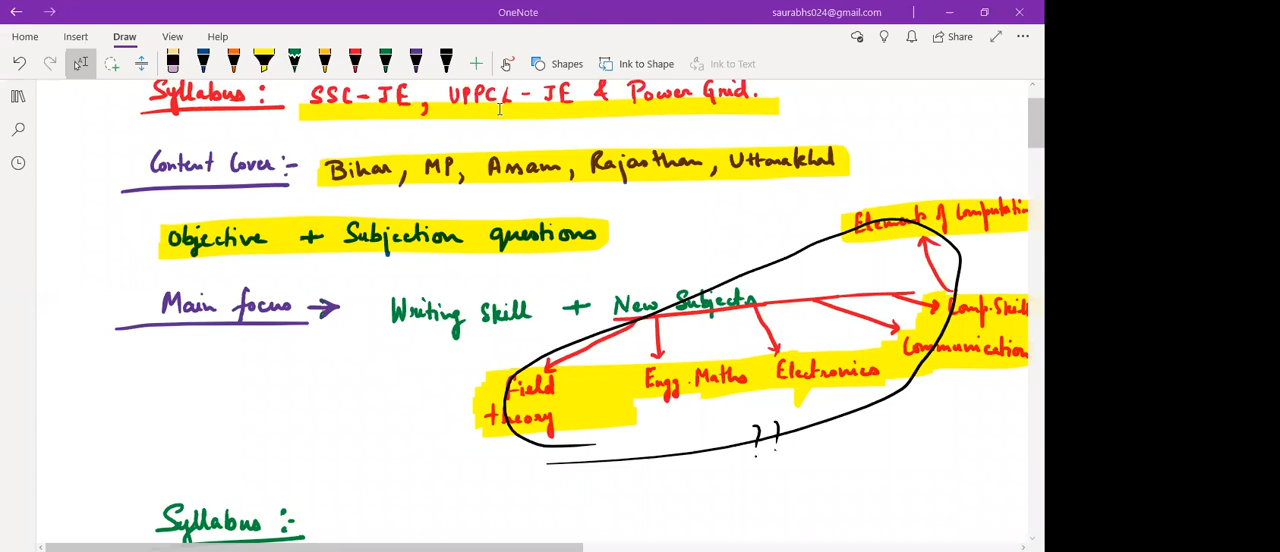 OneNote
saurabhs024@gmail.com
Home Insert Draw View Help
Share
Shapes Ink to Shape Ink to Text
Syllabus : SSC-JE, UPPCL-JE & Power Grid.
Content Cover :- Bihar, MP, Assam, Rajasthan, Uttarakhad
Elements of Computation
Objective + Subjection questions
Main focus → Writing skill + New Subjects
Comp. Skill
Communication
Field theory Engg. Maths Electronics
??
Syllabus :-